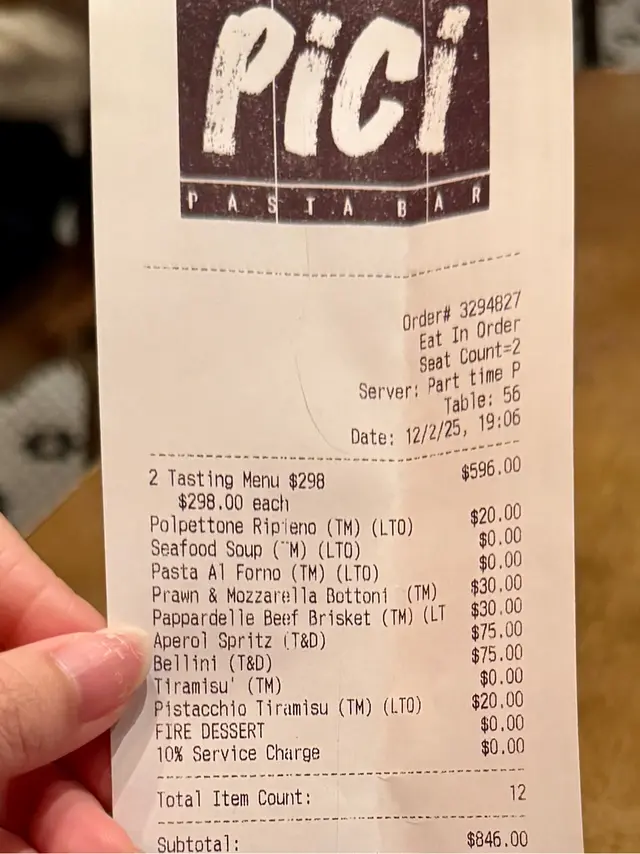 PiCi
PASTA BAR
Order# 3294827
Eat In Order
Seat Count=2
Server: Part time P
Table: 56
Date: 12/2/25, 19:06
2 Tasting Menu $298 $596.00
$298.00 each
Polpettone Ripieno (TM) (LTO) $20.00
Seafood Soup (TM) (LTO) $0.00
Pasta Al Forno (TM) (LTO) $0.00
Prawn & Mozzarella Bottoni (TM) $30.00
Pappardelle Beef Brisket (TM) (LT $30.00
Aperol Spritz (T&D) $75.00
Bellini (T&D) $75.00
Tiramisu' (TM) $0.00
Pistacchio Tiramisu (TM) (LTO) $20.00
FIRE DESSERT $0.00
10% Service Charge $0.00
Total Item Count: 12
Subtotal: $846.00